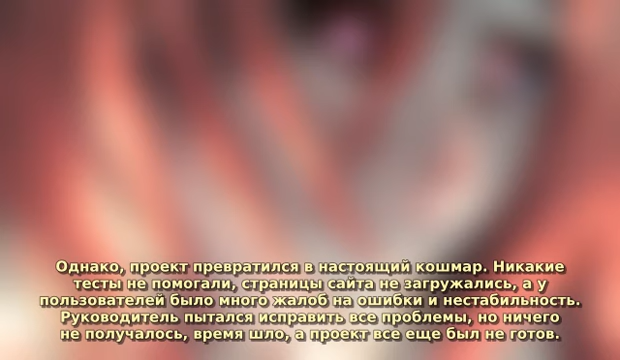 Однако, проект превратился в настоящий кошмар. Никакие
тесты не помогали, страницы сайта не загружались, а у
пользователей было много жалоб на ошибки и нестабильность.
Руководитель пытался исправить все проблемы, но ничего
не получалось, время шло, а проект все еще был не готов.